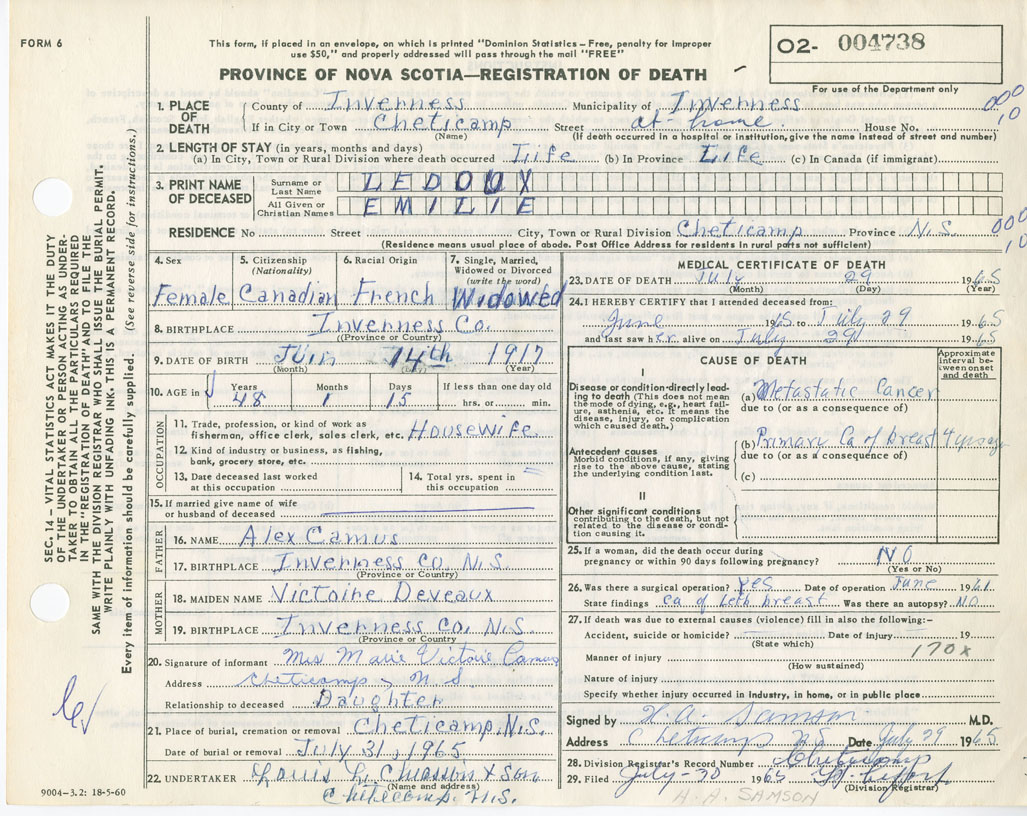 FORM 6
This form, if placed in an envelope, on which is printed "Dominion Statistics – Free, penalty for improper
use $50," and properly addressed will pass through the mail "FREE"
O2- 004738
For use of the Department only
PROVINCE OF NOVA SCOTIA—REGISTRATION OF DEATH
1. PLACE OF DEATH County of Inverness Municipality of Inverness
If in City or Town Cheticamp (Name) Street at home. House No.
(If death occurred in a hospital or institution, give the name instead of street and number)
2. LENGTH OF STAY (in years, months and days)
(a) In City, Town or Rural Division where death occurred Life (b) In Province Life (c) In Canada (if immigrant)
3. PRINT NAME OF DECEASED
Surname or Last Name LEDOUX
All Given or Christian Names EMILIE
RESIDENCE No Street City, Town or Rural Division Cheticamp Province N.S.
(Residence means usual place of abode. Post Office Address for residents in rural parts not sufficient)
4. Sex Female
5. Citizenship (Nationality) Canadian
6. Racial Origin French
7. Single, Married, Widowed or Divorced (write the word) Widowed
8. BIRTHPLACE Inverness Co.
(Province or Country)
9. DATE OF BIRTH Juin 14th 1917
(Month) (Day) (Year)
10. AGE in Years 48 Months 1 Days 15 If less than one day old hrs. or min.
OCCUPATION
11. Trade, profession, or kind of work as
fisherman, office clerk, sales clerk, etc. Housewife
12. Kind of industry or business, as fishing,
bank, grocery store, etc.
13. Date deceased last worked at this occupation
14. Total yrs. spent in this occupation
15. If married give name of wife
or husband of deceased
FATHER
16. NAME Alex Camus
17. BIRTHPLACE Inverness Co N.S
(Province or Country)
MOTHER
18. MAIDEN NAME Victoire Deveaux
19. BIRTHPLACE Inverness Co, N.S
(Province or Country)
20. Signature of informant Mrs Marie Victoire Camus
Address Cheticamp, N S
Relationship to deceased Daughter
21. Place of burial, cremation or removal Cheticamp, N.S.
Date of burial or removal July 31, 1965
22. UNDERTAKER Louis L. Chiasson & Son
(Name and address)
Cheticamp. N.S.
9004–3.2: 18-5-60
MEDICAL CERTIFICATE OF DEATH
23. DATE OF DEATH July 29 1965
(Month) (Day) (Year)
24. I HEREBY CERTIFY that I attended deceased from:
June 1965 to July 29 1965
and last saw her alive on July 29 1965
CAUSE OF DEATH
Approximate interval between onset and death
I
Disease or condition directly leading to death (This does not mean the mode of dying, e.g., heart failure, asthenia, etc. It means the disease, injury, or complication which caused death.)
(a) Metastatic Cancer
due to (or as a consequence of)
Antecedent causes
Morbid conditions, if any, giving rise to the above cause, stating the underlying condition last.
(b) Primary Ca of breast 4 yrs ago
due to (or as a consequence of)
(c)
II
Other significant conditions
contributing to the death, but not related to the disease or condition causing it.
25. If a woman, did the death occur during
pregnancy or within 90 days following pregnancy? NO
(Yes or No)
26. Was there a surgical operation? Yes Date of operation June 1961
State findings Ca of left breast Was there an autopsy? NO
27. If death was due to external causes (violence) fill in also the following:–
Accident, suicide or homicide? Date of injury 19
(State which)
170x
Manner of injury
(How sustained)
Nature of injury
Specify whether injury occurred in industry, in home, or in public place
Signed by H.A. Samson M.D.
Address Cheticamp NS Date July 29 1965
28. Division Registrar's Record Number Cheticamp
29. Filed July-30 1965
(Division Registrar)
H. A. SAMSON
SEC. 14 – VITAL STATISTICS ACT MAKES IT THE DUTY
OF THE UNDERTAKER OR PERSON ACTING AS UNDER-
TAKER TO OBTAIN ALL THE PARTICULARS REQUIRED
IN THE "REGISTRATION OF DEATH" AND TO FILE THE
SAME WITH THE DIVISION REGISTRAR WHO SHALL ISSUE THE BURIAL PERMIT.
WRITE PLAINLY WITH UNFADING INK–THIS IS A PERMANENT RECORD.
Every item of information should be carefully supplied. (See reverse side for instructions.)